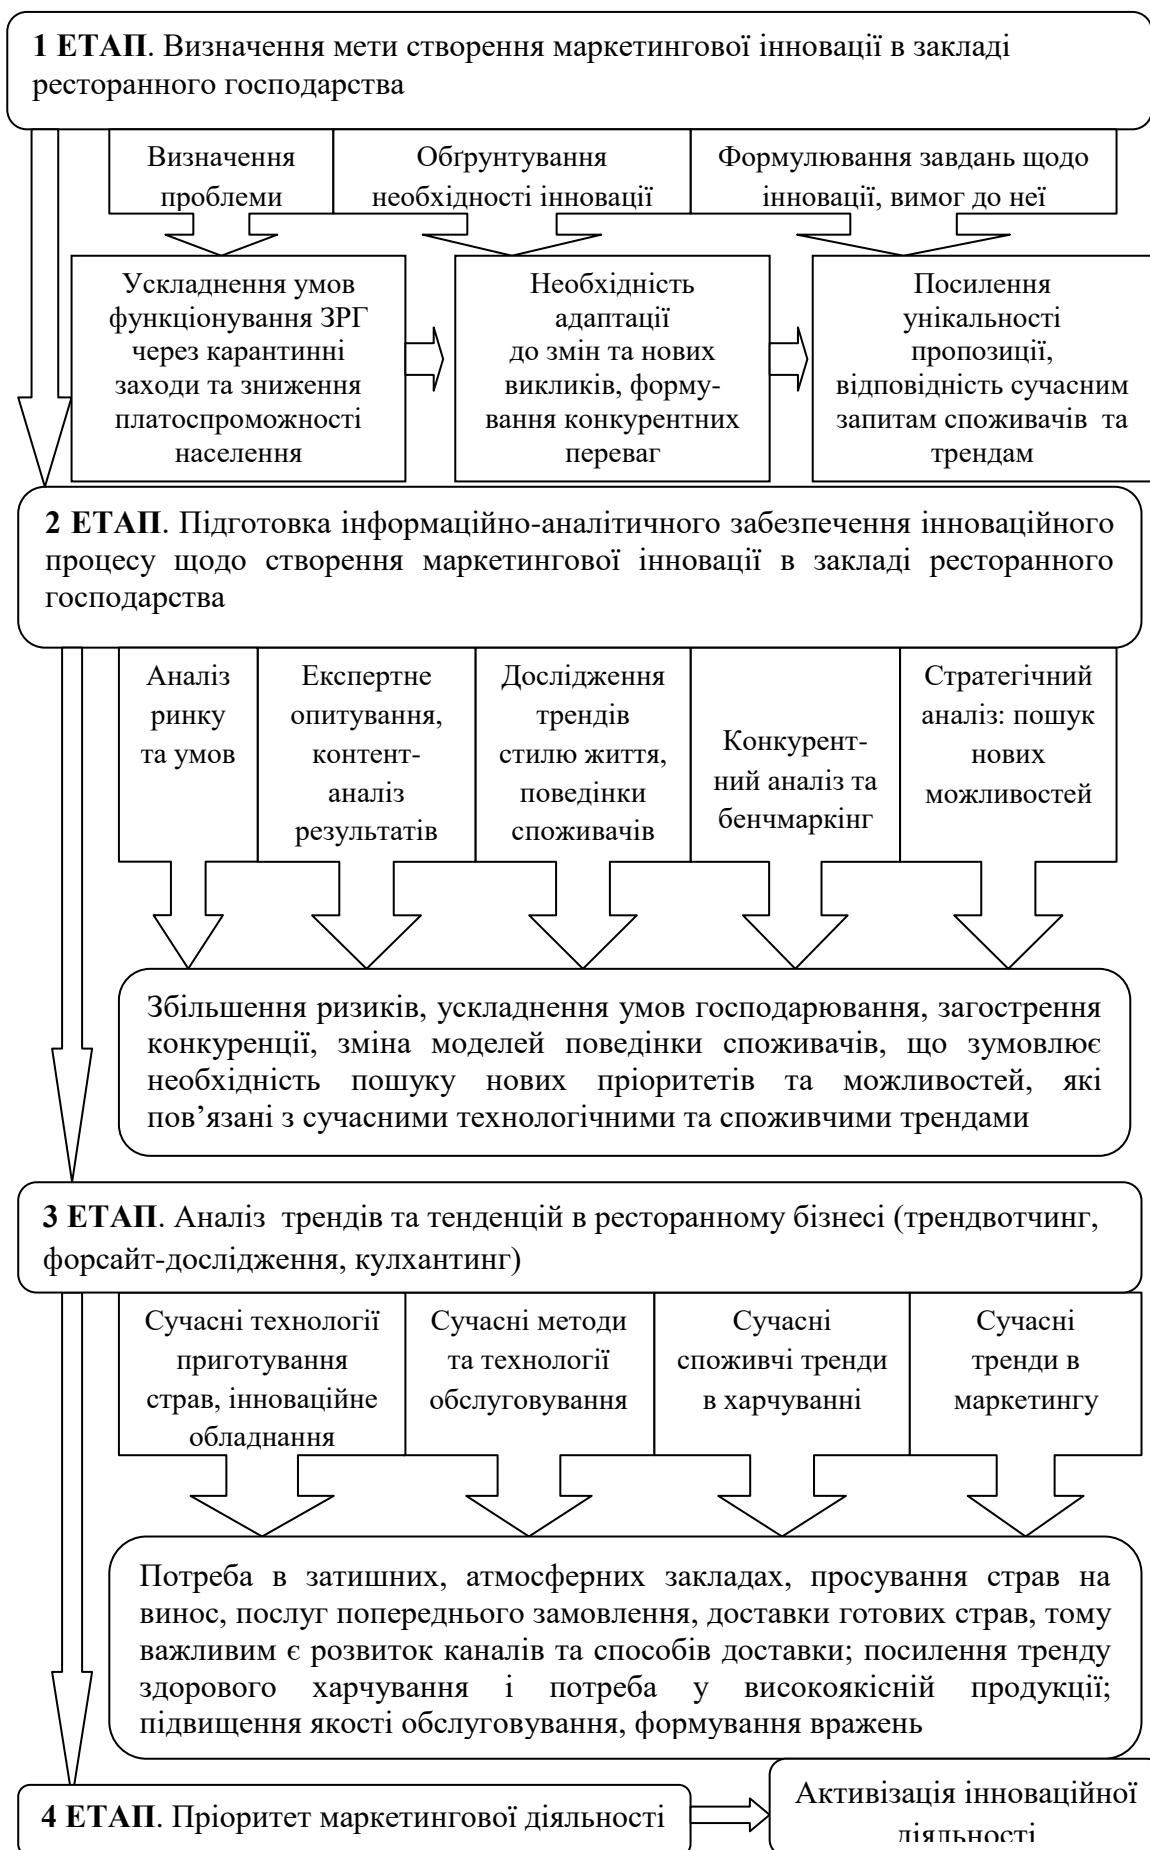 1 ЕТАП. Визначення мети створення маркетингової інновації в закладі
ресторанного господарства
Визначення
проблеми
Обґрунтування
необхідності інновації
Формулювання завдань щодо
інновації, вимог до неї
Ускладнення умов
функціонування ЗРГ
через карантинні
заходи та зниження
платоспроможності
населення
Необхідність
адаптації
до змін та нових
викликів, форму-
вання конкурентних
переваг
Посилення
унікальності
пропозиції,
відповідність сучасним
запитам споживачів та
трендам
2 ЕТАП. Підготовка інформаційно-аналітичного забезпечення інноваційного
процесу щодо створення маркетингової інновації в закладі ресторанного
господарства
Аналіз
ринку
та умов
Експертне
опитування,
контент-
аналіз
результатів
Дослідження
трендів
стилю життя,
поведінки
споживачів
Конкурент-
ний аналіз та
бенчмаркінг
Стратегічний
аналіз: пошук
нових
можливостей
Збільшення ризиків, ускладнення умов господарювання, загострення
конкуренції, зміна моделей поведінки споживачів, що зумовлює
необхідність пошуку нових пріоритетів та можливостей, які
пов’язані з сучасними технологічними та споживчими трендами
3 ЕТАП. Аналіз трендів та тенденцій в ресторанному бізнесі (трендвотчинг,
форсайт-дослідження, кулхантинг)
Сучасні технології
приготування
страв, інноваційне
обладнання
Сучасні методи
та технології
обслуговування
Сучасні
споживчі тренди
в харчуванні
Сучасні
тренди в
маркетингу
Потреба в затишних, атмосферних закладах, просування страв на
винос, послуг попереднього замовлення, доставки готових страв, тому
важливим є розвиток каналів та способів доставки; посилення тренду
здорового харчування і потреба у високоякісній продукції;
підвищення якості обслуговування, формування вражень
4 ЕТАП. Пріоритет маркетингової діяльності
Активізація інноваційної
діяльності